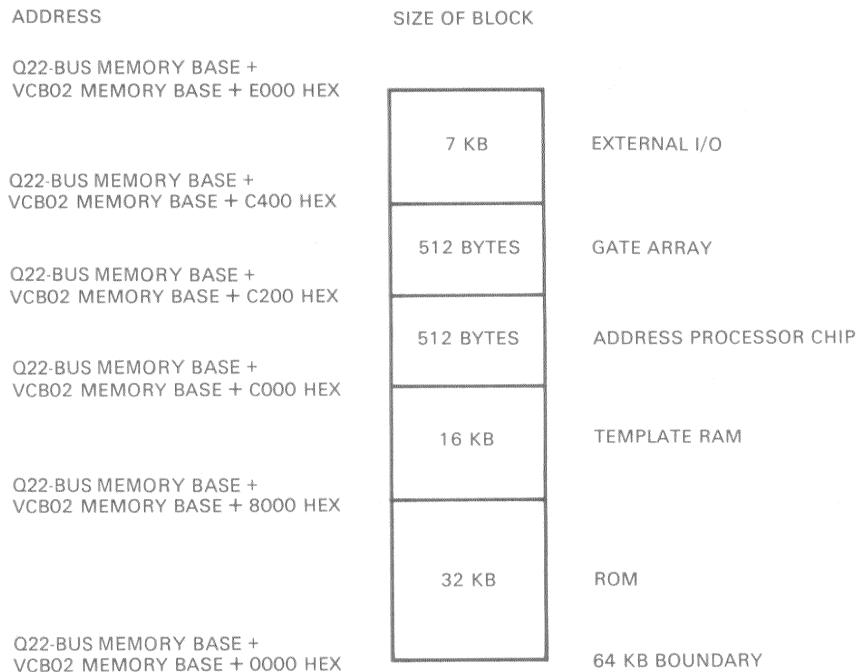 ADDRESS SIZE OF BLOCK
Q22-BUS MEMORY BASE +
VCB02 MEMORY BASE + E000 HEX
7 KB EXTERNAL I/O
Q22-BUS MEMORY BASE +
VCB02 MEMORY BASE + C400 HEX
512 BYTES GATE ARRAY
Q22-BUS MEMORY BASE +
VCB02 MEMORY BASE + C200 HEX
512 BYTES ADDRESS PROCESSOR CHIP
Q22-BUS MEMORY BASE +
VCB02 MEMORY BASE + C000 HEX
16 KB TEMPLATE RAM
Q22-BUS MEMORY BASE +
VCB02 MEMORY BASE + 8000 HEX
32 KB ROM
Q22-BUS MEMORY BASE +
VCB02 MEMORY BASE + 0000 HEX 64 KB BOUNDARY